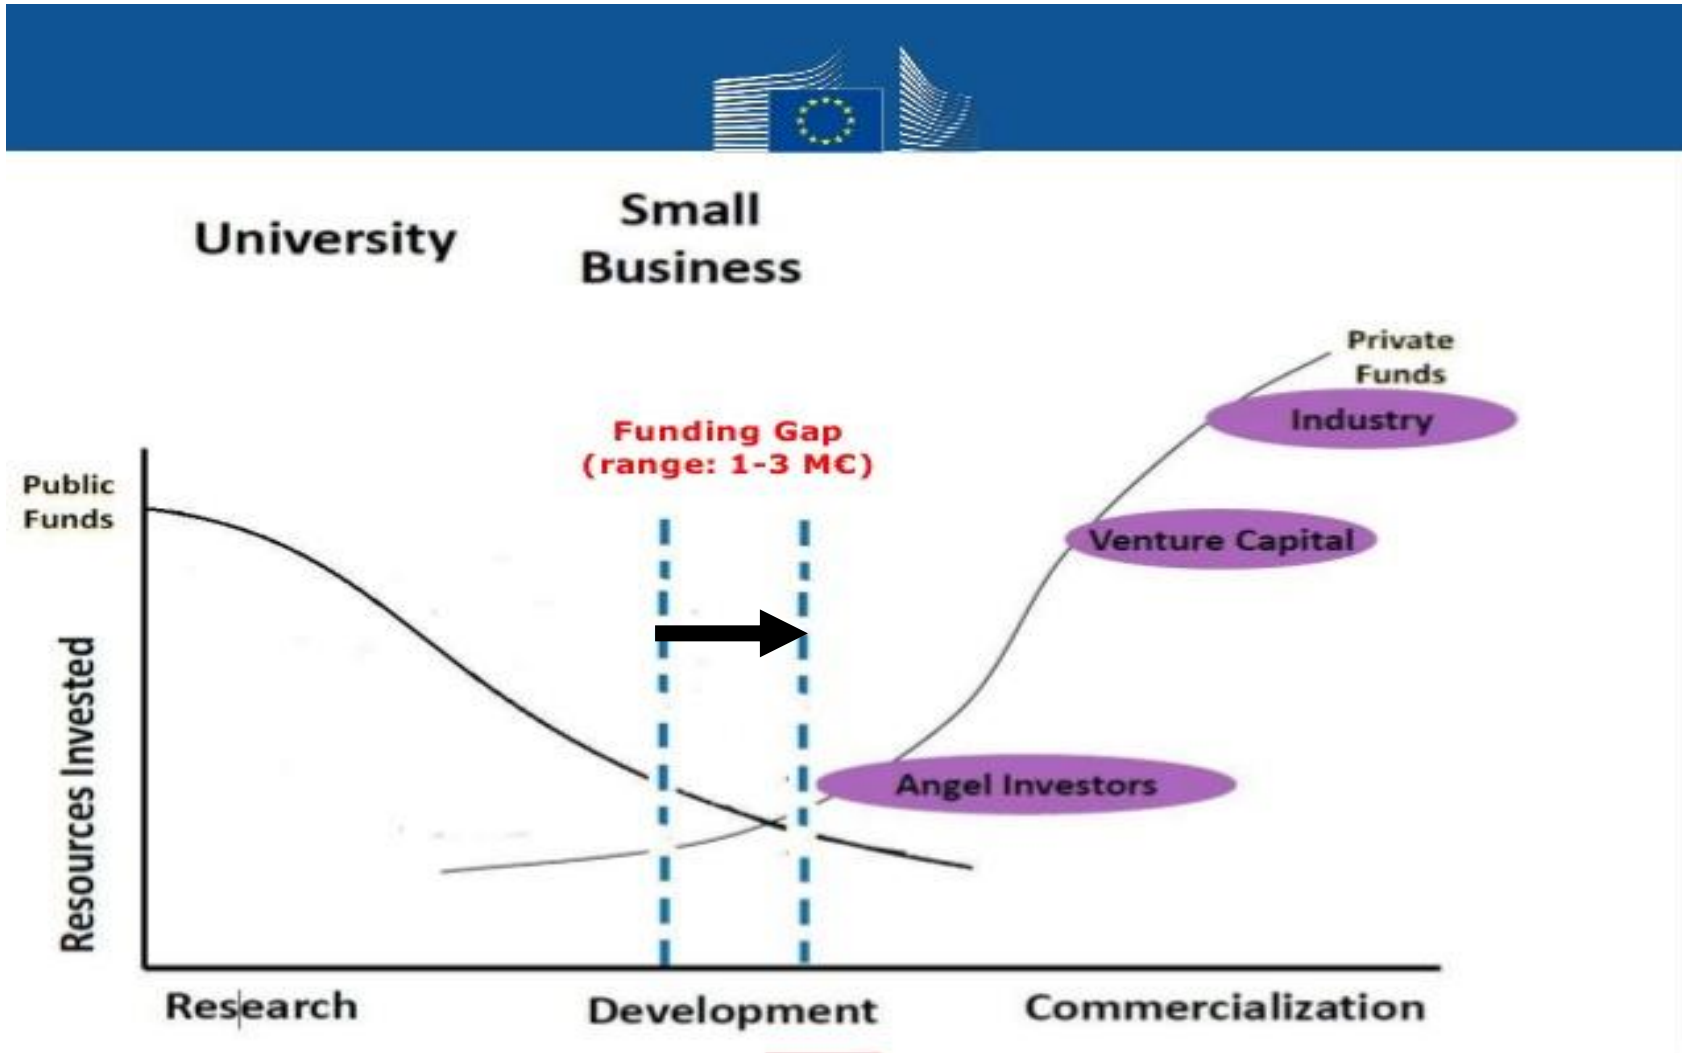 University
Small
Business
Private
Funds
Industry
Funding Gap
(range: 1-3 M€)
Public
Funds
Venture Capital
Resources Invested
Angel Investors
Research
Development
Commercialization